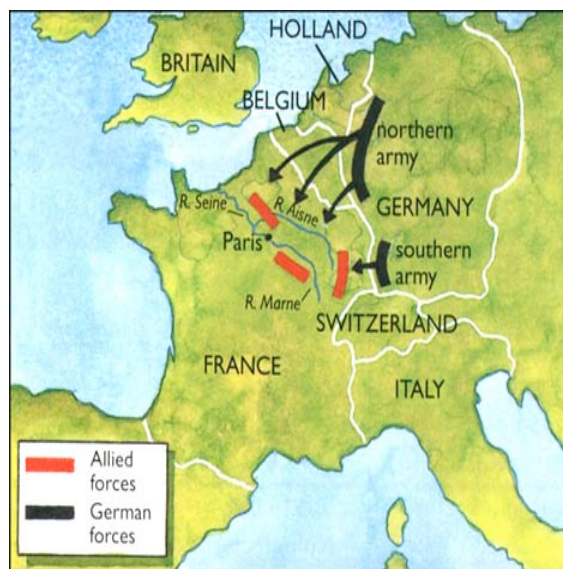 HOLLAND
BRITAIN
BELGIUM
northern
army
GERMANY
R. Seine
R. Aisne
Paris
southern
army
R. Marne
SWITZERLAND
FRANCE
ITALY
Allied
forces
German
forces